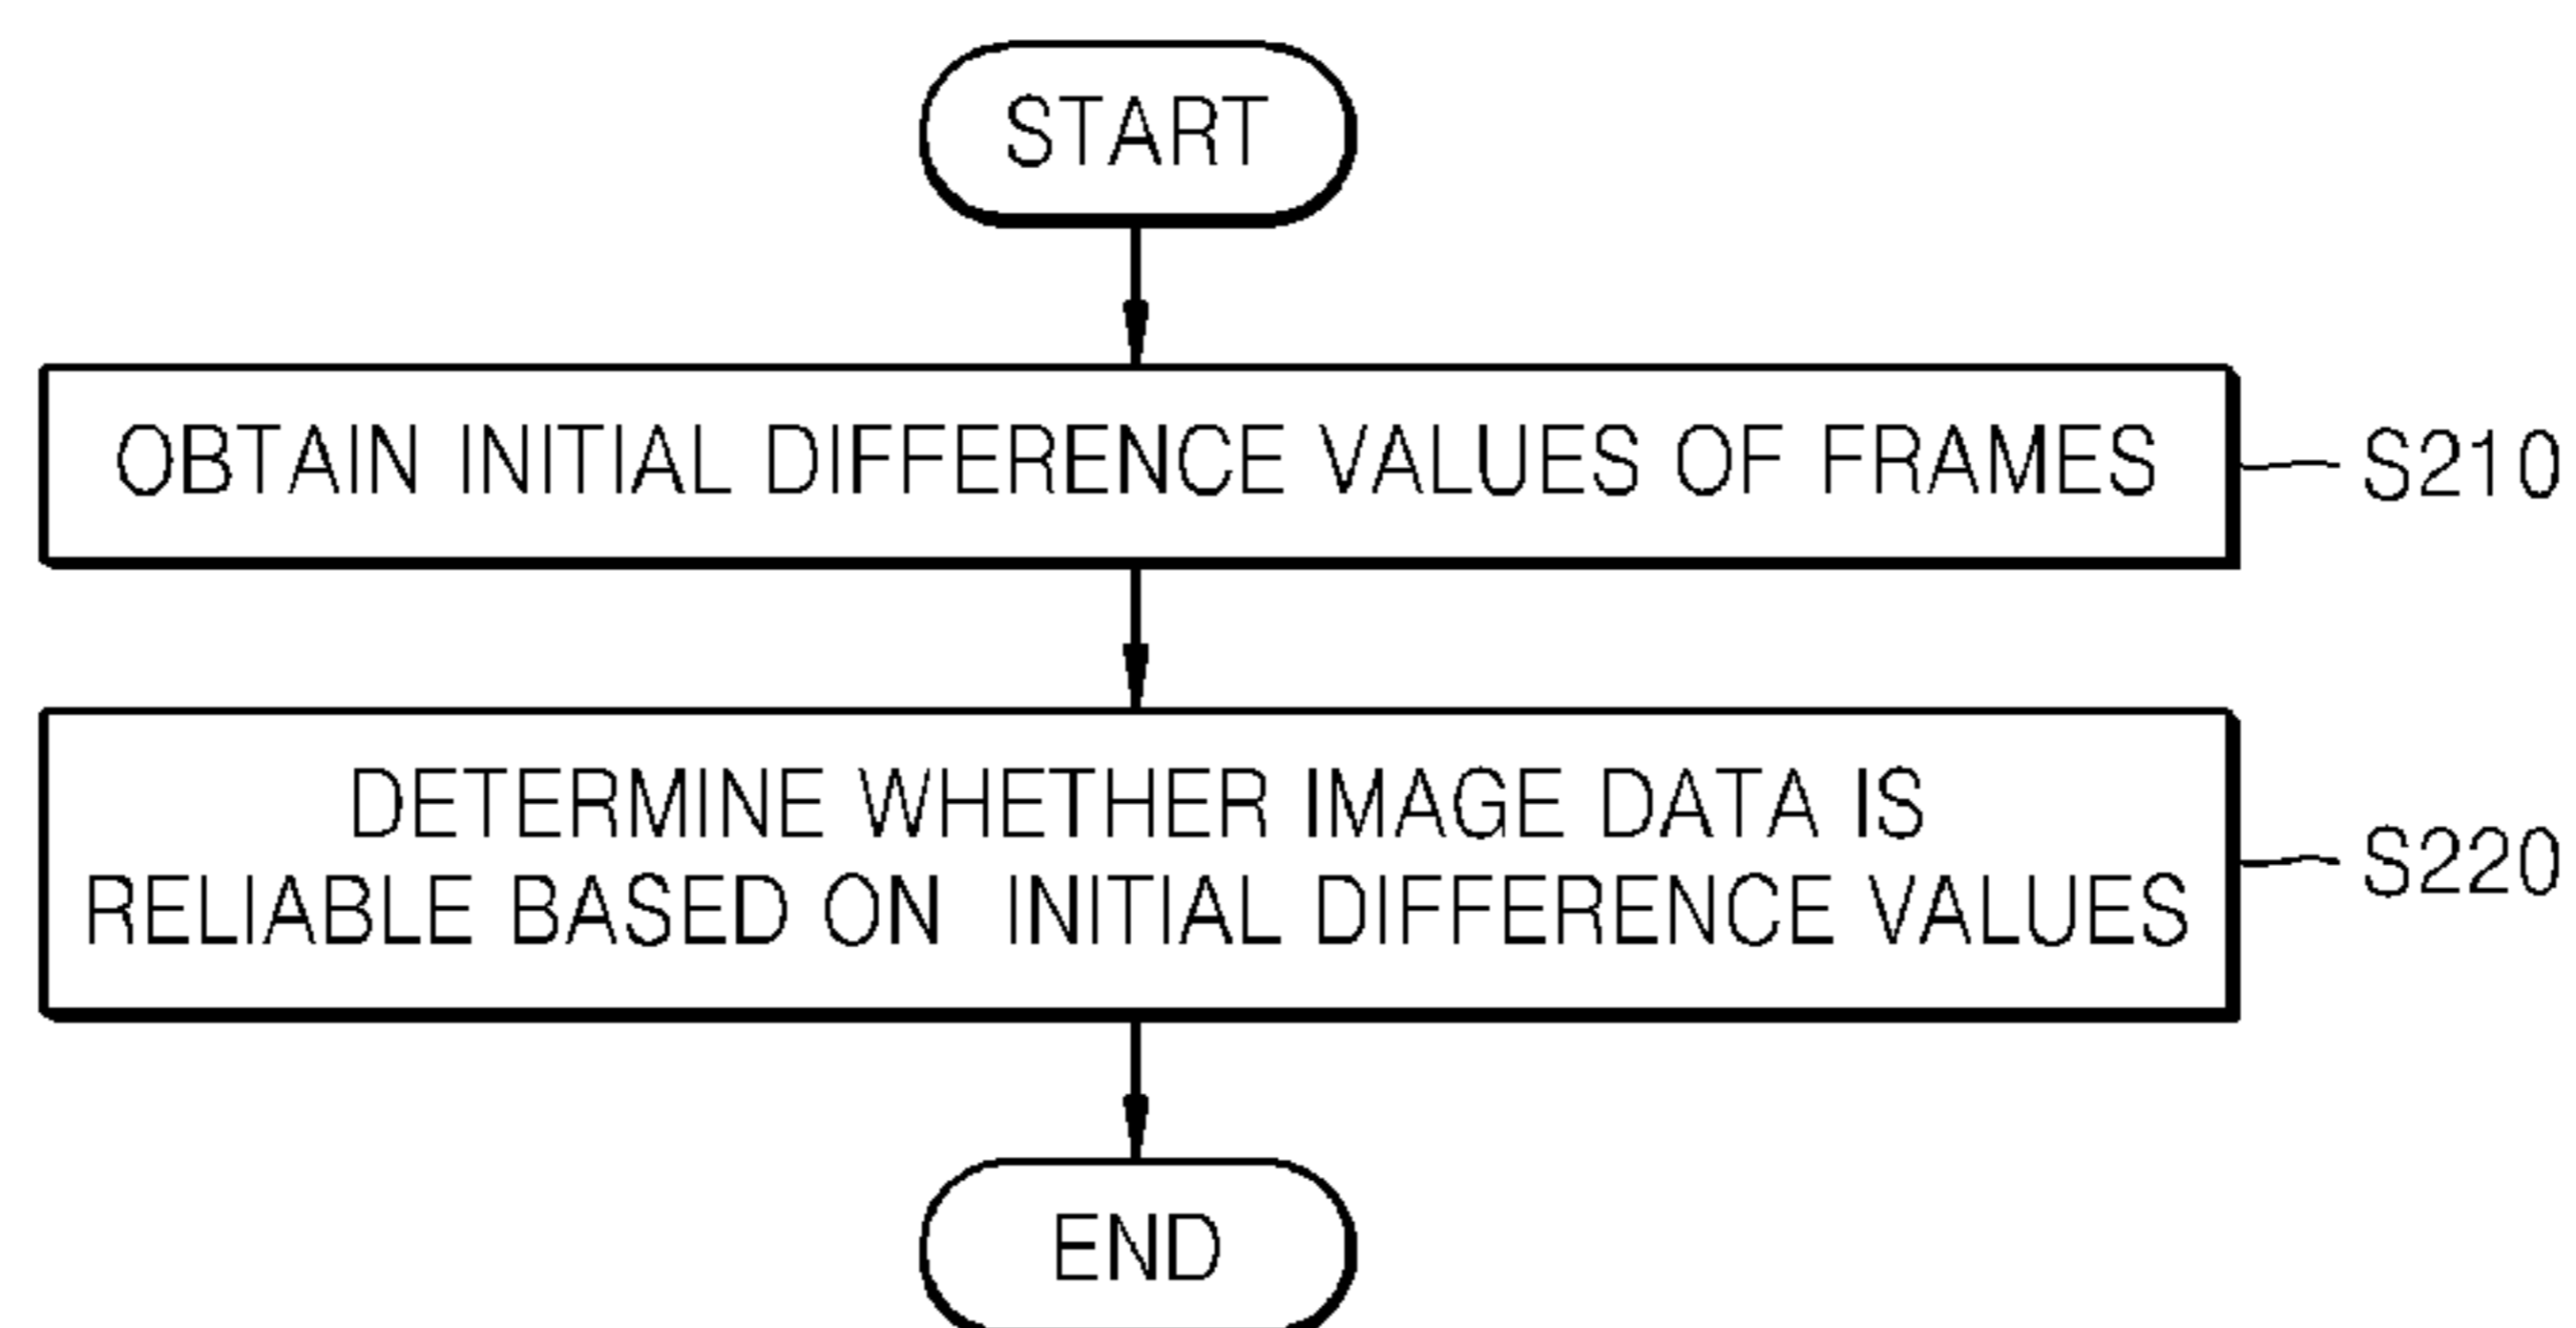 START
OBTAIN INITIAL DIFFERENCE VALUES OF FRAMES
S210
DETERMINE WHETHER IMAGE DATA IS
RELIABLE BASED ON INITIAL DIFFERENCE VALUES
S220
END